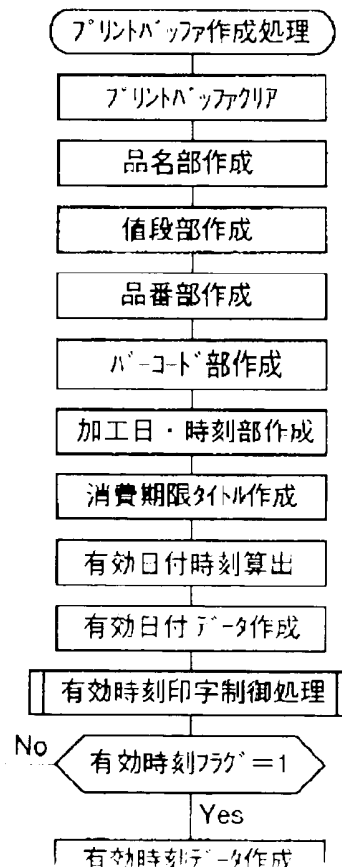 プリントバッファ作成処理
プリントバッファクリア
品名部作成
値段部作成
品番部作成
バーコード部作成
加工日・時刻部作成
消費期限タイトル作成
有効日付時刻算出
有効日付データ作成
有効時刻印字制御処理
No
有効時刻フラグ=1
Yes
有効時刻データ作成